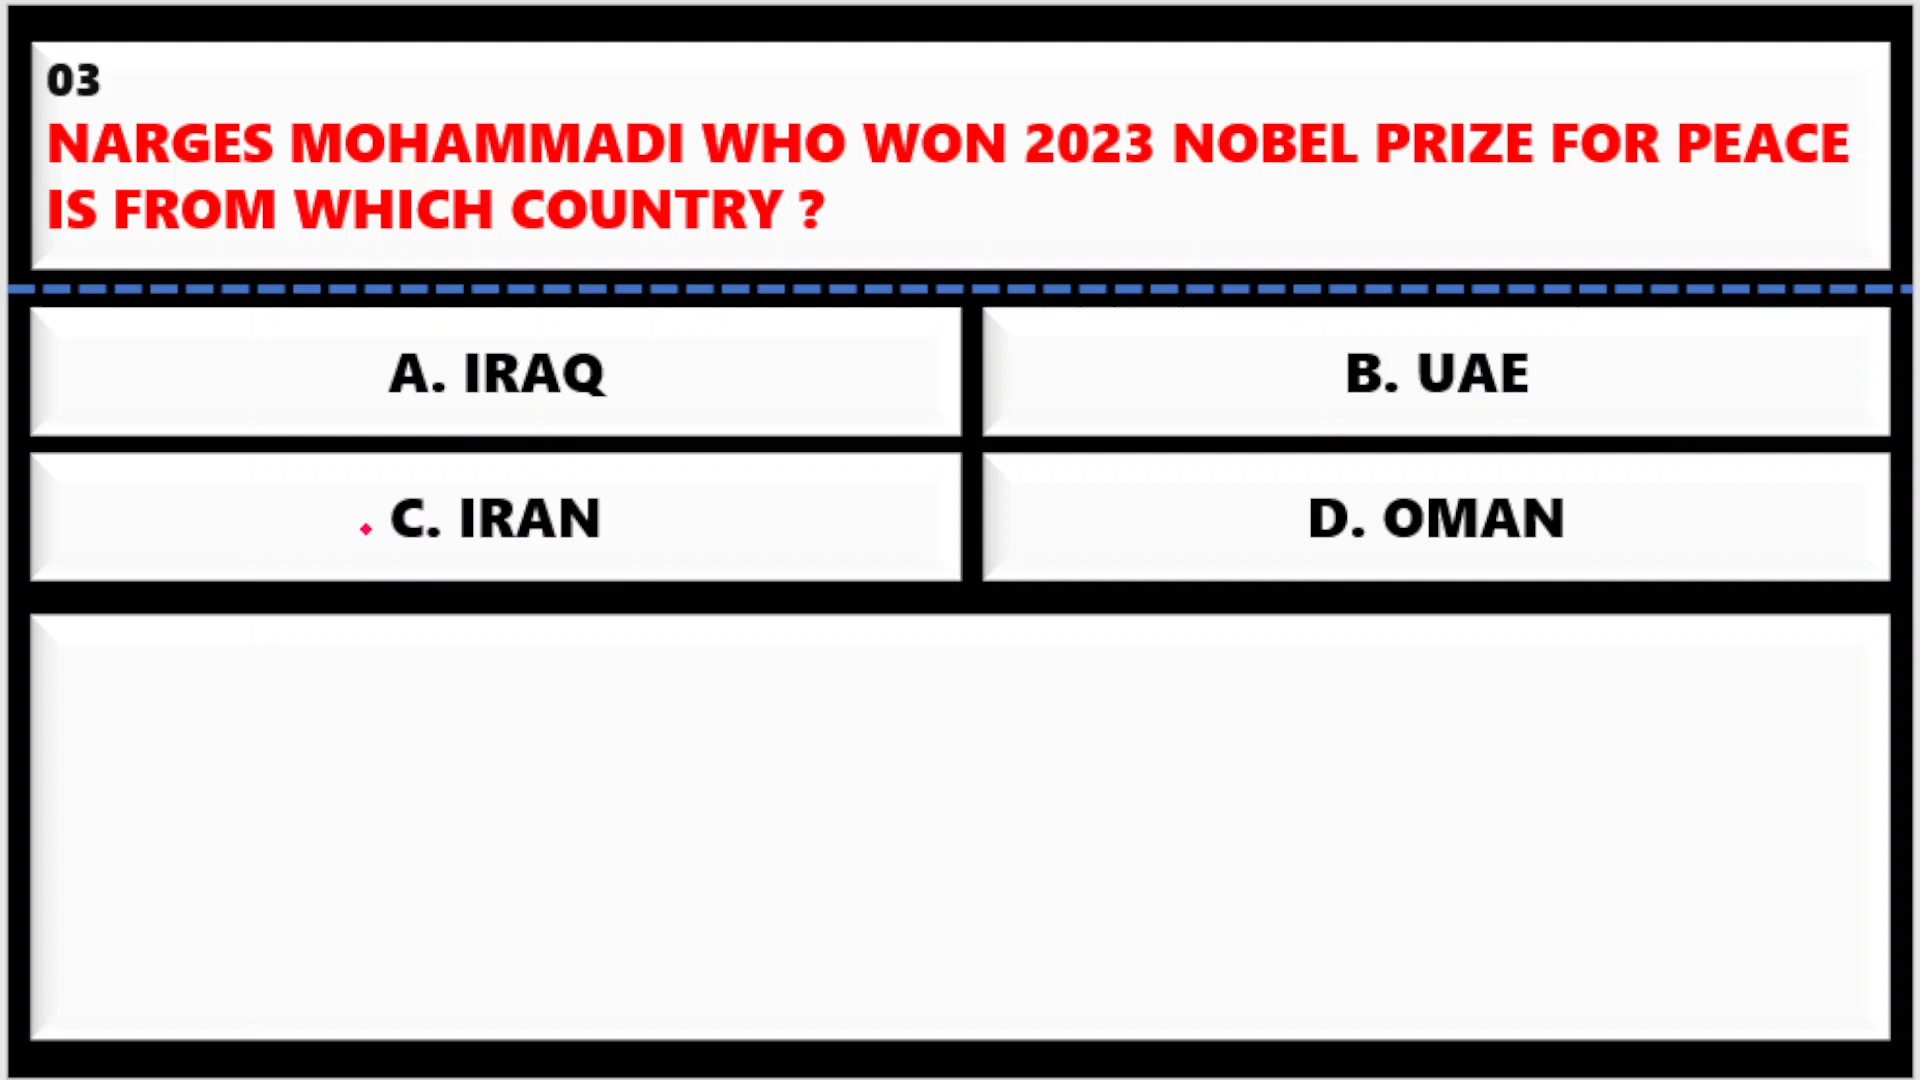 03
NARGES MOHAMMADI WHO WON 2023 NOBEL PRIZE FOR PEACE
IS FROM WHICH COUNTRY ?
A. IRAQ
B. UAE
C. IRAN
D. OMAN